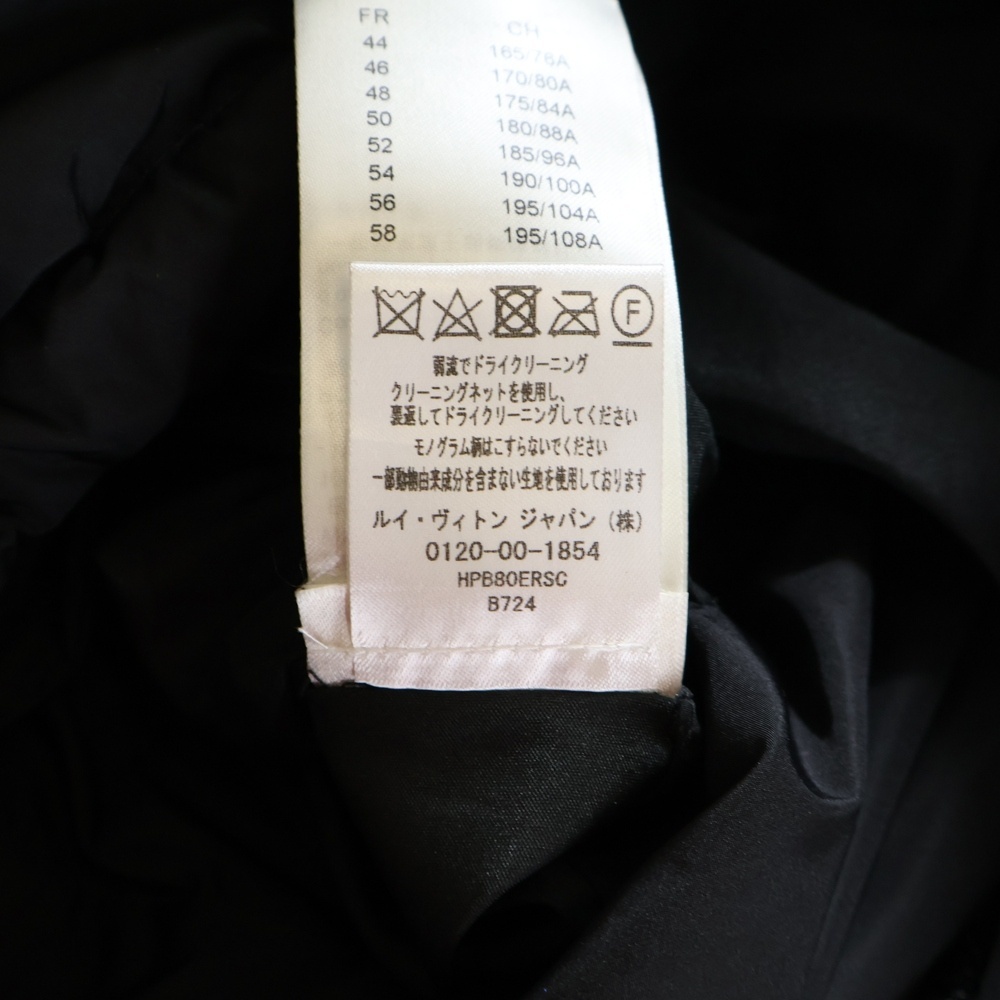 FR CH
44 165/78A
46 170/80A
48 175/84A
50 180/88A
52 185/96A
54 190/100A
56 195/104A
58 195/108A
F
弱流でドライクリーニング
クリーニングネットを使用し、
裏返してドライクリーニングしてください
モノグラム柄はこすらないでください
一部動物由来成分を含まない生地を使用しております
ルイ・ヴィトン ジャパン（株）
0120-00-1854
HPB80ERSC
B724